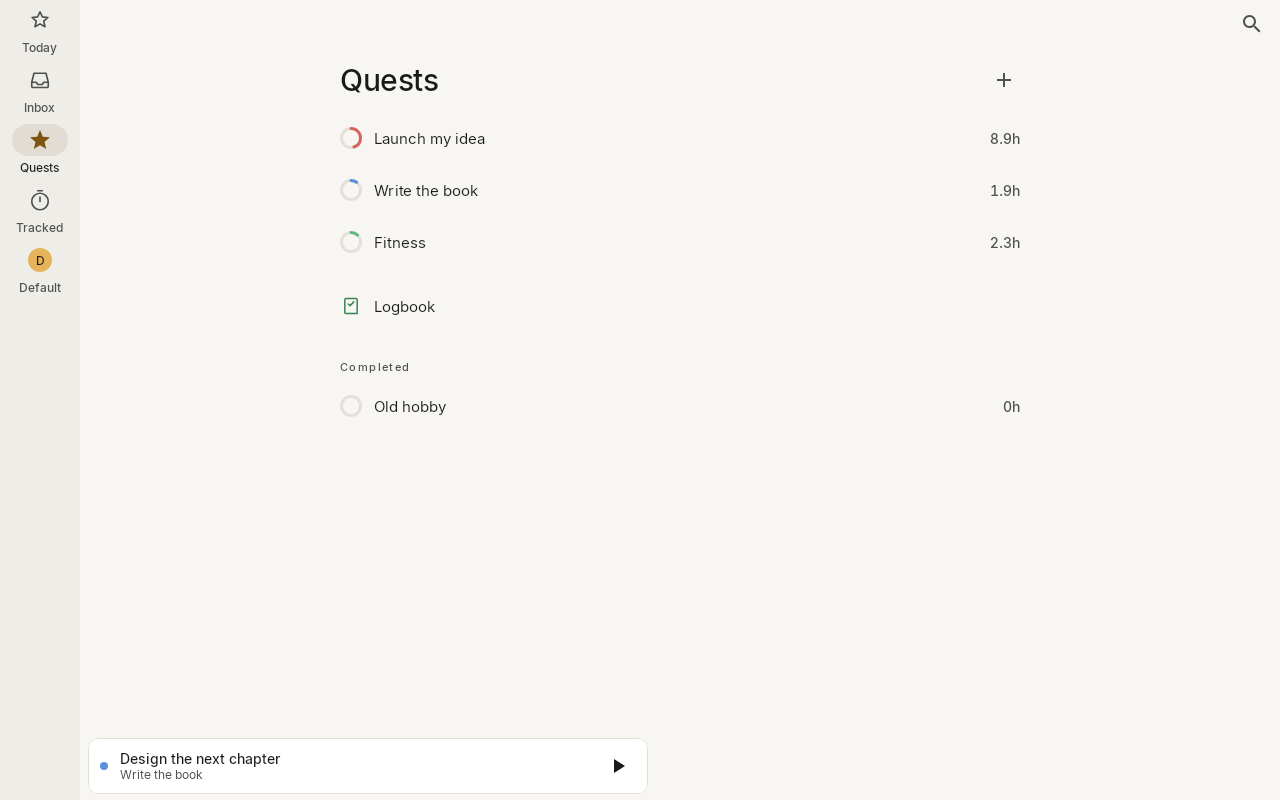 Today
Inbox
Quests
Tracked
D
Default
Quests
Launch my idea 8.9h
Write the book 1.9h
Fitness 2.3h
Logbook
Completed
Old hobby 0h
Design the next chapter
Write the book